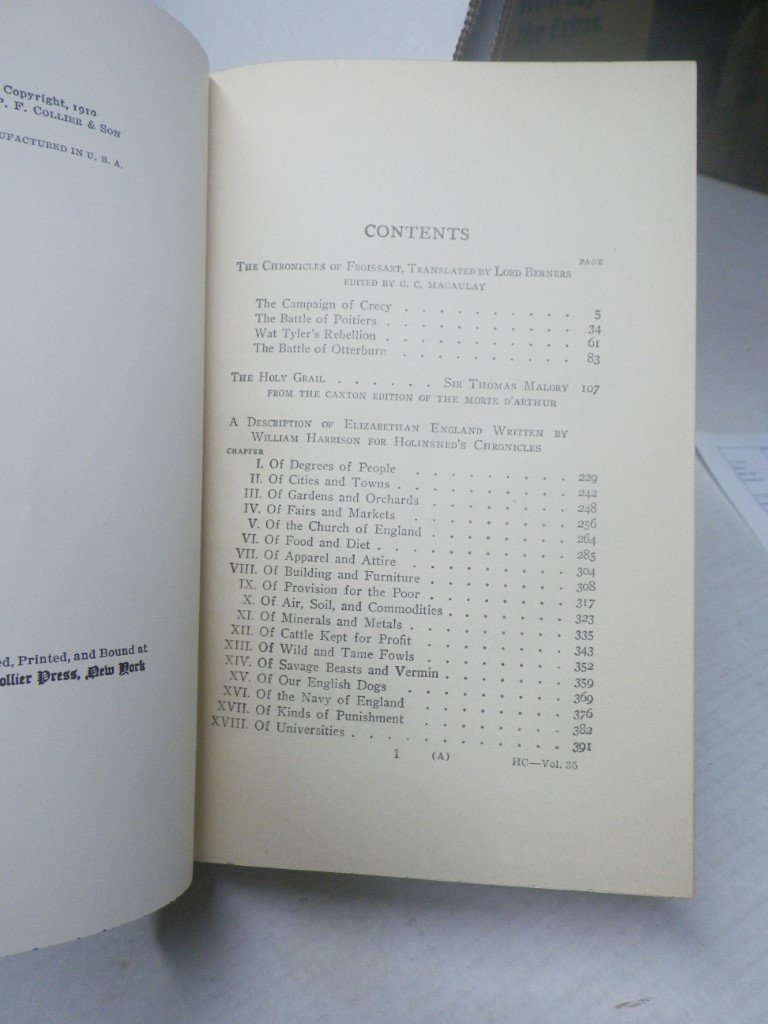 Copyright, 1910
P. F. COLLIER & SON
UFACTURED IN U. S. A.
ed, Printed, and Bound at
ollier Press, New York
the Extras
CONTENTS
PAGE
THE CHRONICLES OF FROISSART, TRANSLATED BY LORD BERNERS
EDITED BY G. C. MACAULAY
The Campaign of Crecy . . . . . . . . . . 5
The Battle of Poitiers . . . . . . . . . . 34
Wat Tyler's Rebellion . . . . . . . . . . 61
The Battle of Otterburn . . . . . . . . . 83
THE HOLY GRAIL . . . . . . SIR THOMAS MALORY 107
FROM THE CAXTON EDITION OF THE MORTE D'ARTHUR
A DESCRIPTION OF ELIZABETHAN ENGLAND WRITTEN BY
WILLIAM HARRISON FOR HOLINSHED'S CHRONICLES
CHAPTER
I. Of Degrees of People . . . . . . . . 229
II. Of Cities and Towns . . . . . . . . . 242
III. Of Gardens and Orchards . . . . . . . 248
IV. Of Fairs and Markets . . . . . . . . 256
V. Of the Church of England . . . . . . . 264
VI. Of Food and Diet . . . . . . . . . . 285
VII. Of Apparel and Attire . . . . . . . . 304
VIII. Of Building and Furniture . . . . . . . 308
IX. Of Provision for the Poor . . . . . . . 317
X. Of Air, Soil, and Commodities . . . . . . 323
XI. Of Minerals and Metals . . . . . . . . 335
XII. Of Cattle Kept for Profit . . . . . . . 343
XIII. Of Wild and Tame Fowls . . . . . . . 352
XIV. Of Savage Beasts and Vermin . . . . . . 359
XV. Of Our English Dogs . . . . . . . . 369
XVI. Of the Navy of England . . . . . . . 376
XVII. Of Kinds of Punishment . . . . . . . 382
XVIII. Of Universities . . . . . . . . . . 391
1 (A) HC—Vol. 35